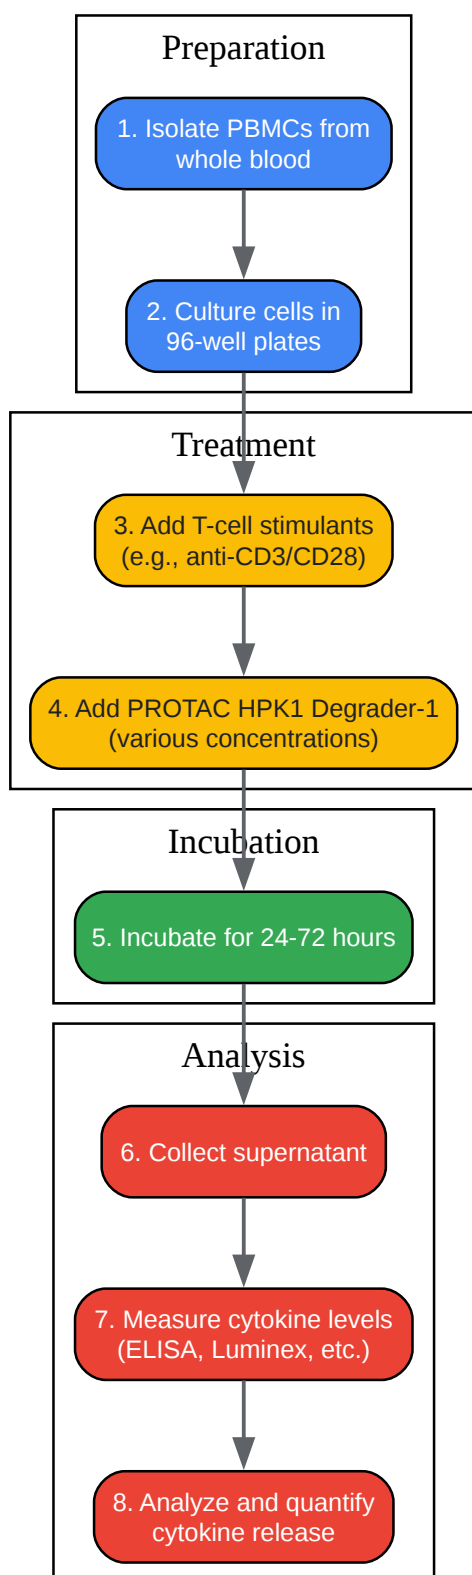 Preparation
1. Isolate PBMCs from
whole blood
2. Culture cells in
96-well plates
Treatment
3. Add T-cell stimulants
(e.g., anti-CD3/CD28)
4. Add PROTAC HPK1 Degrader-1
(various concentrations)
Incubation
5. Incubate for 24-72 hours
Analysis
6. Collect supernatant
7. Measure cytokine levels
(ELISA, Luminex, etc.)
8. Analyze and quantify
cytokine release